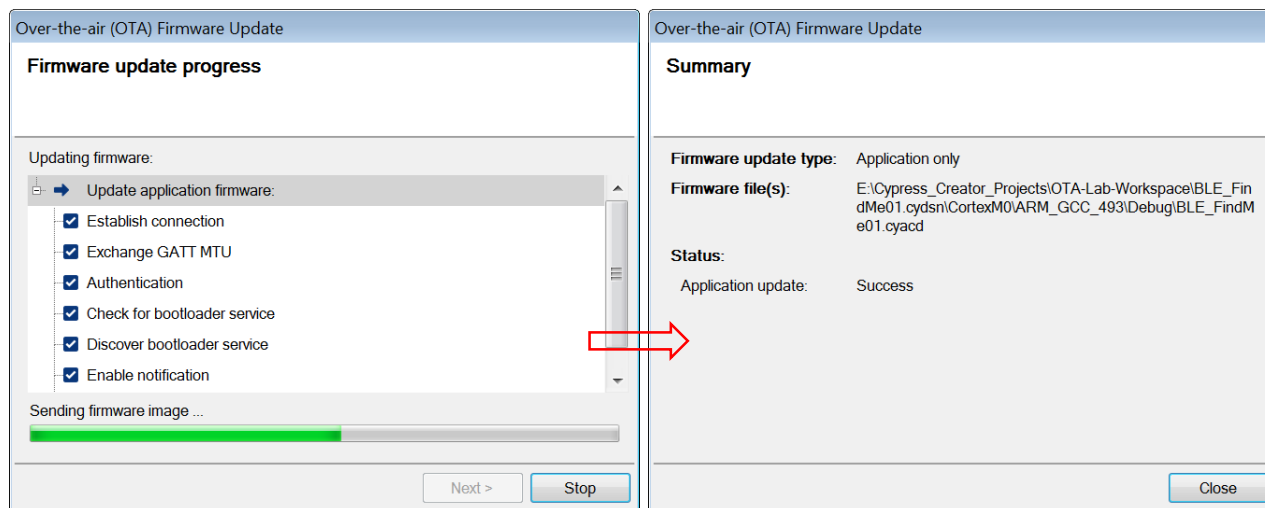 Over-the-air (OTA) Firmware Update
Firmware update progress
Updating firmware:
Update application firmware:
Establish connection
Exchange GATT MTU
Authentication
Check for bootloader service
Discover bootloader service
Enable notification
Sending firmware image ...
Next >
Stop
Over-the-air (OTA) Firmware Update
Summary
Firmware update type: Application only
Firmware file(s): E:\Cypress_Creator_Projects\OTA-Lab-Workspace\BLE_Fin
dMe01.cydsn\CortexM0\ARM_GCC_493\Debug\BLE_FindM
e01.cyacd
Status:
Application update: Success
Close